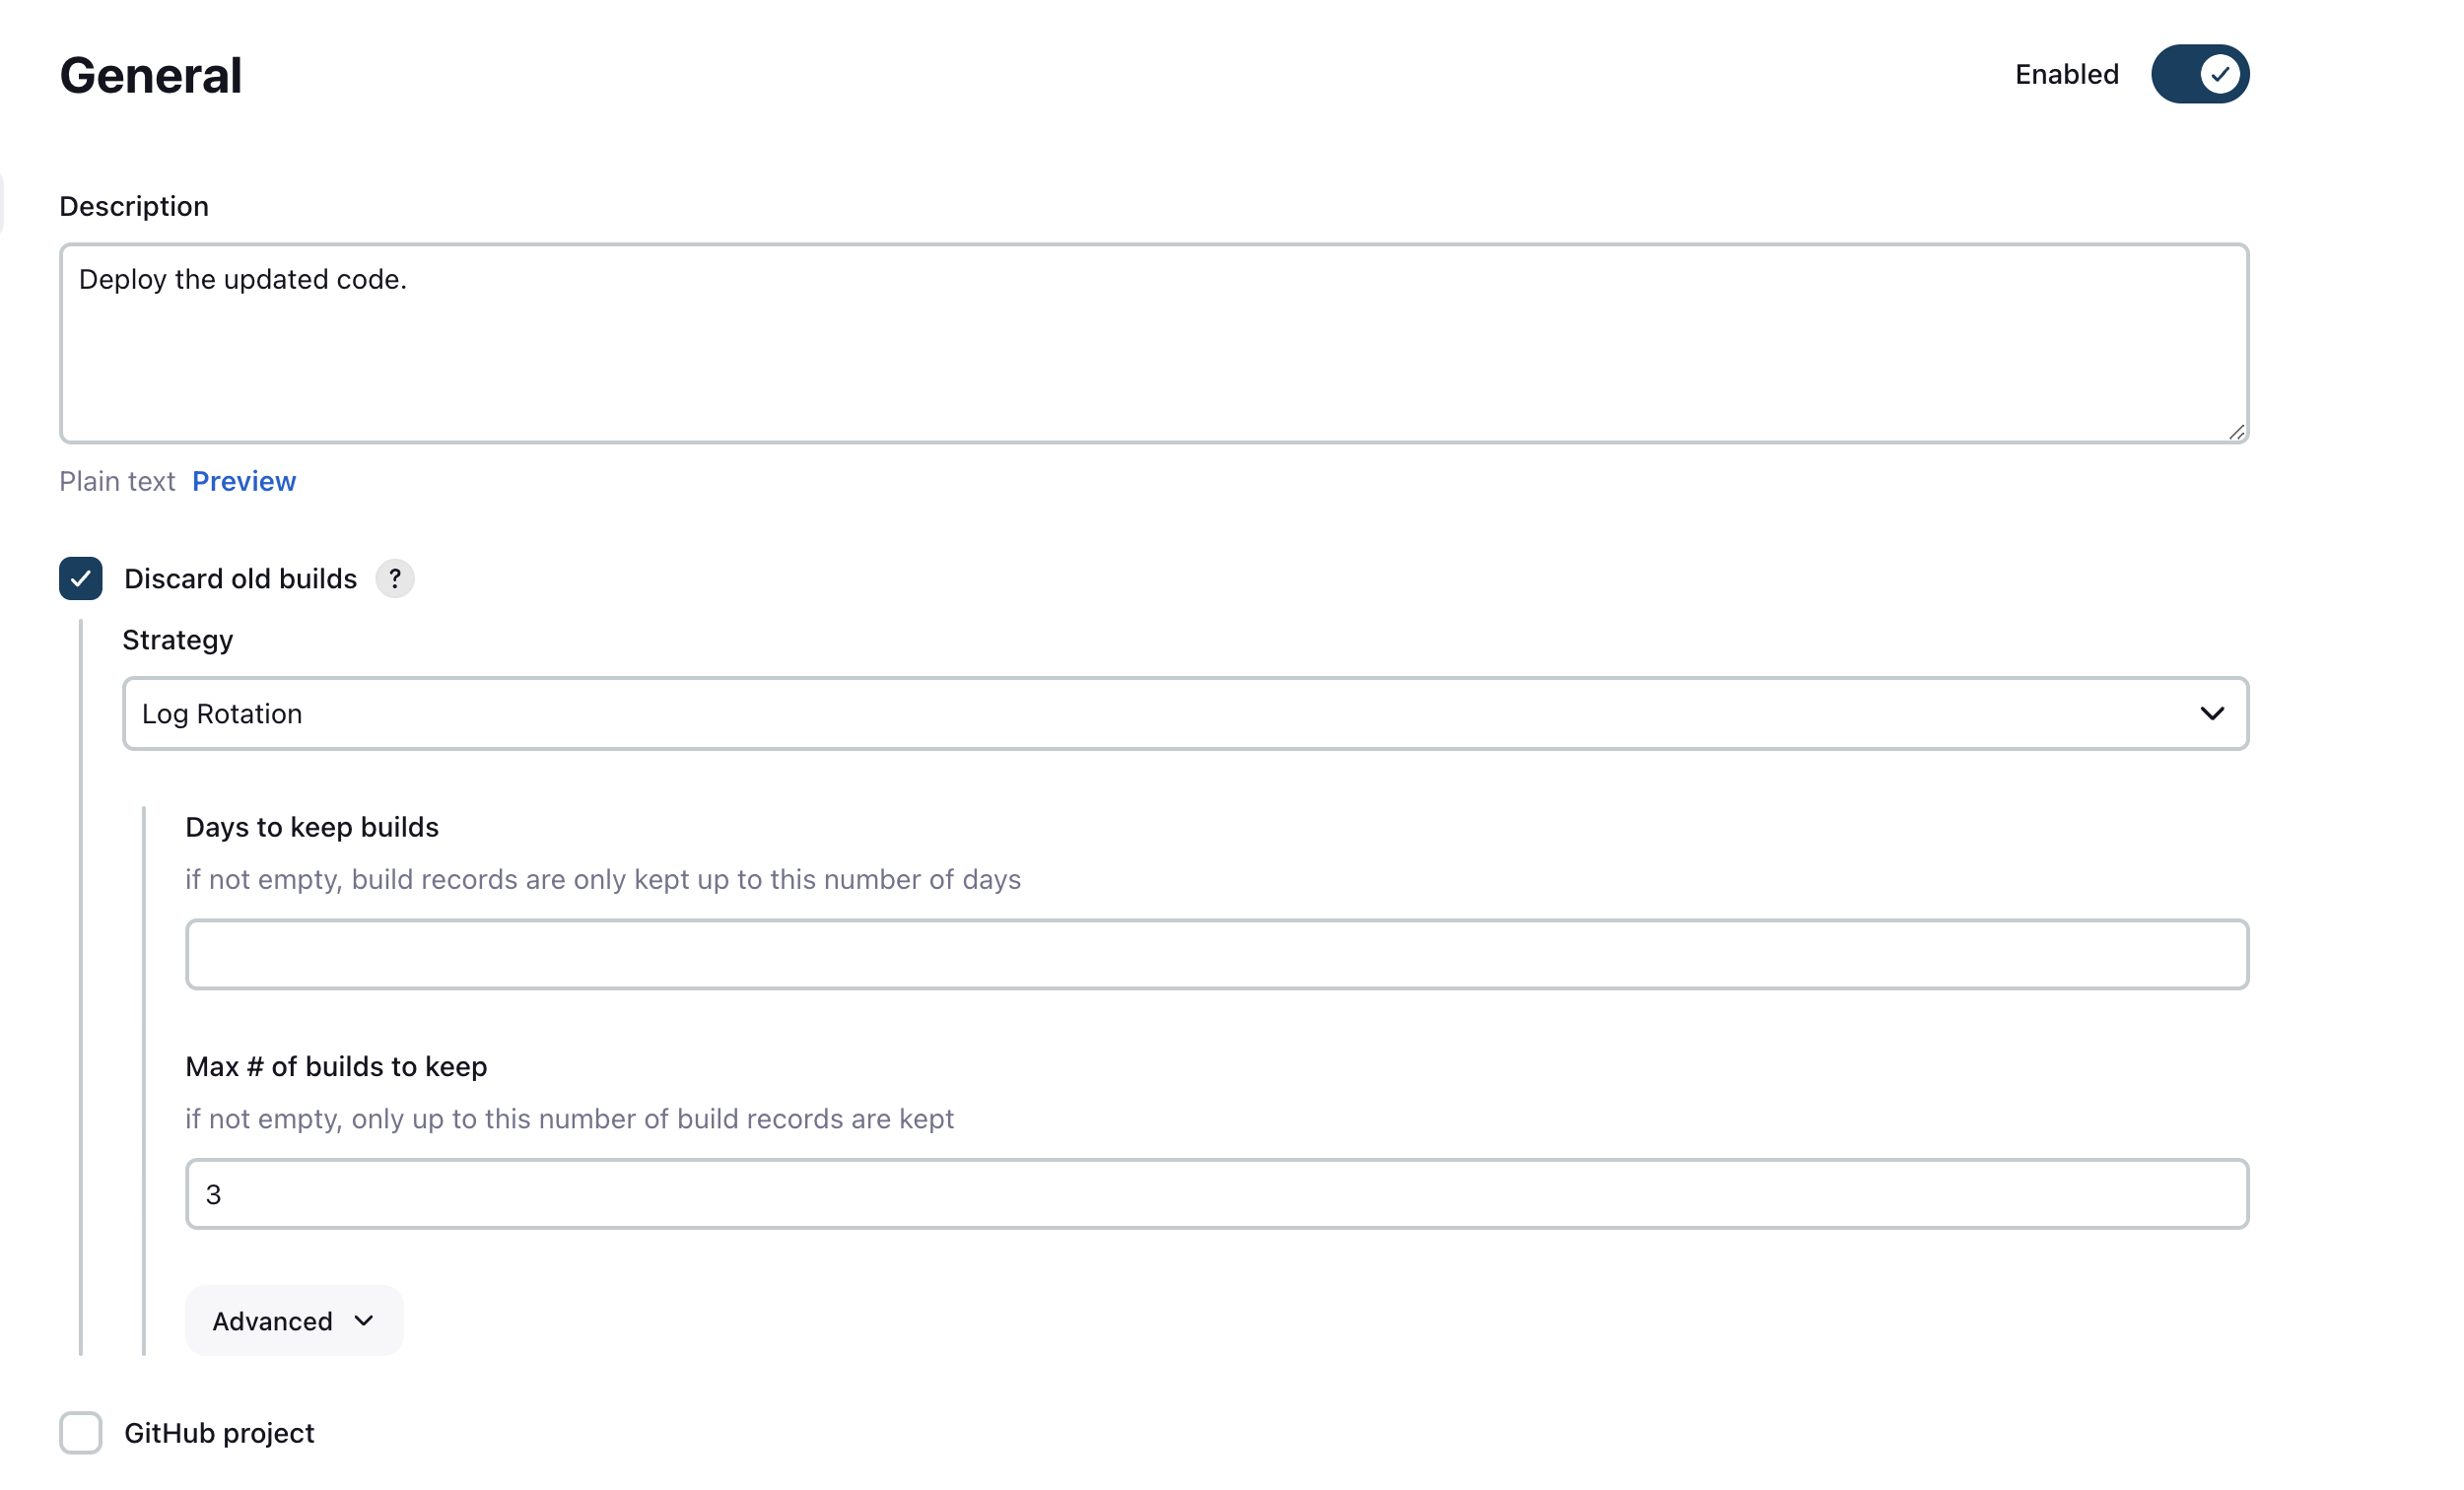 General
Enabled
Description
Deploy the updated code.
Plain text Preview
Discard old builds ?
Strategy
Log Rotation
Days to keep builds
if not empty, build records are only kept up to this number of days
Max # of builds to keep
if not empty, only up to this number of build records are kept
3
Advanced
GitHub project